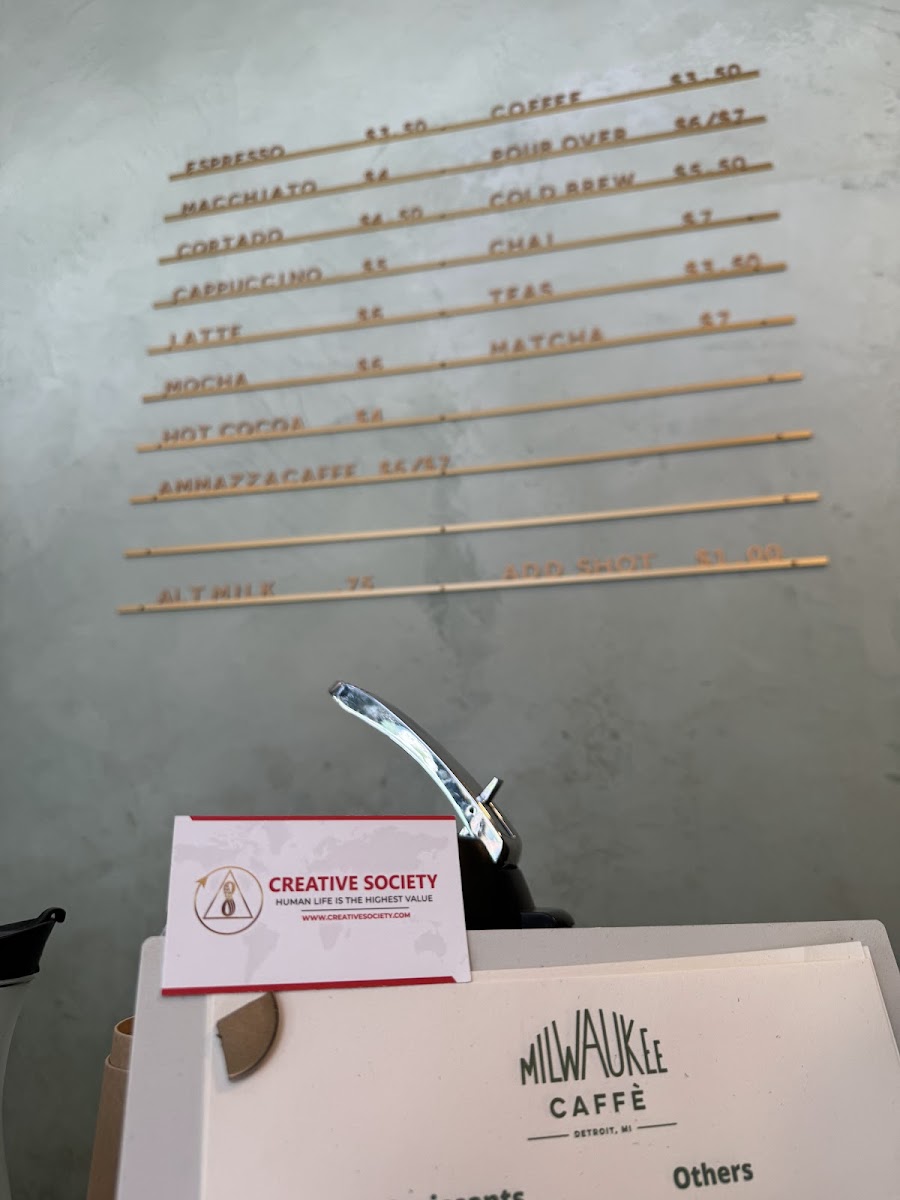 ESPRESSO $3.50 COFFEE $3.50
MACCHIATO $4 POUR OVER $6/$7
CORTADO $4.50 COLD BREW $5.50
CAPPUCCINO $5 CHAI $7
LATTE $6 TEAS $3.50
MOCHA $6 MATCHA $7
HOT COCOA $4
AMMAZZACAFFE $6/$7
ALT MILK .75 ADD SHOT $1.00
CREATIVE SOCIETY
HUMAN LIFE IS THE HIGHEST VALUE
WWW.CREATIVESOCIETY.COM
MILWAUKEE
CAFFÈ
DETROIT, MI
Others